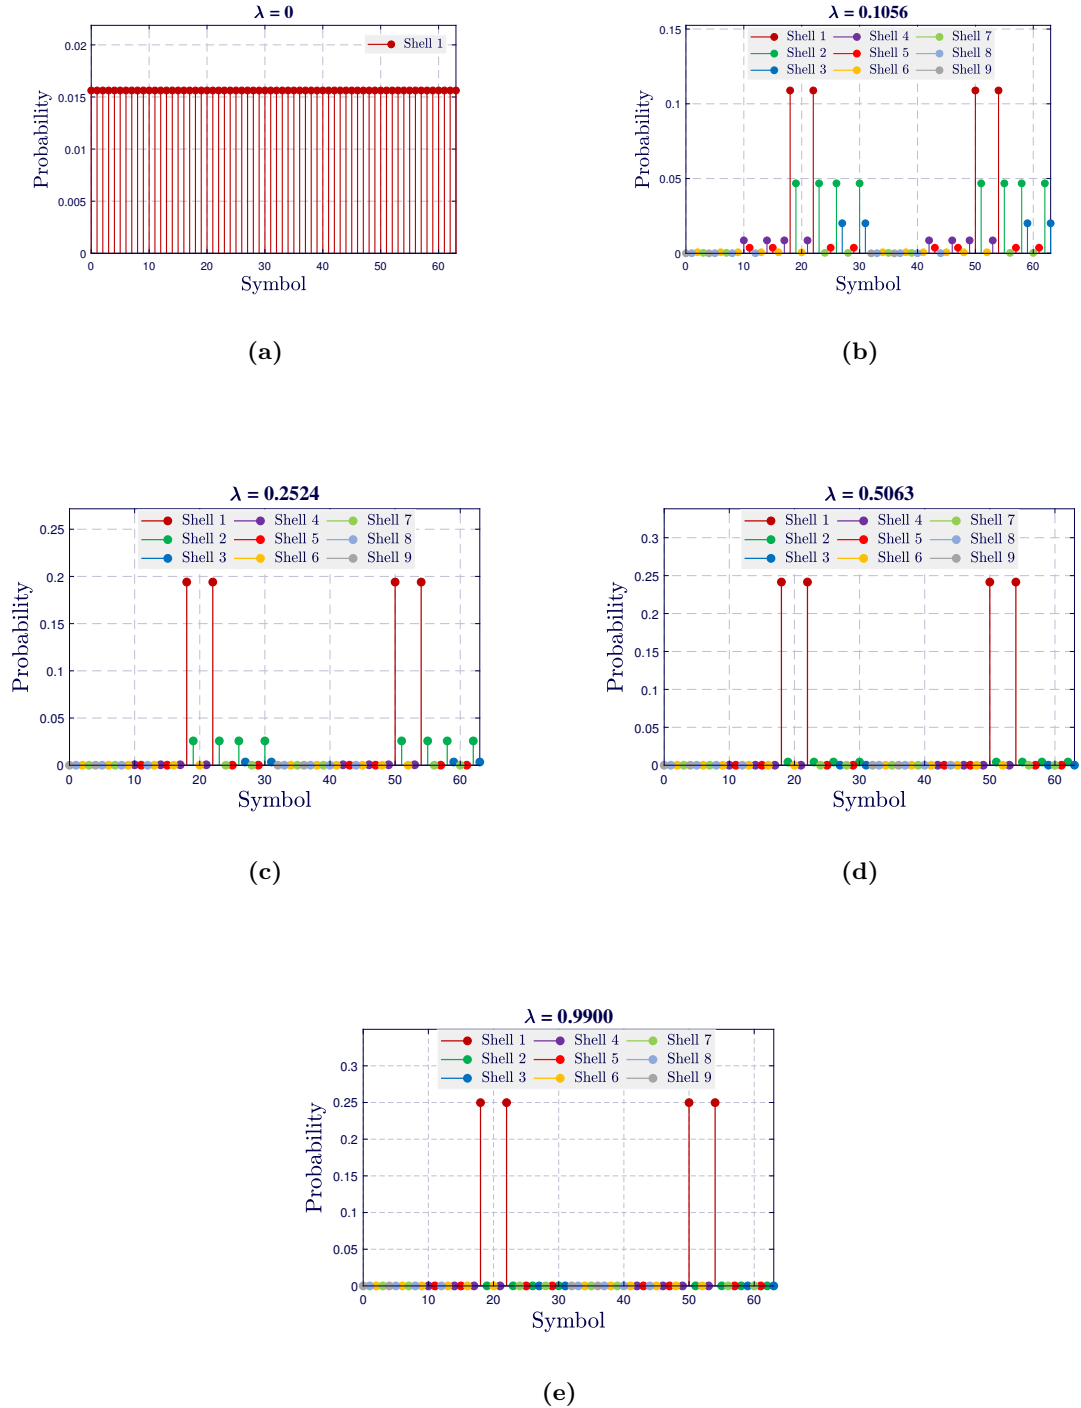 λ = 0
Shell 1
0.02
0.015
0.01
0.005
0
Probability
0 10 20 30 40 50 60
Symbol
(a)
λ = 0.1056
Shell 1 Shell 4 Shell 7
Shell 2 Shell 5 Shell 8
Shell 3 Shell 6 Shell 9
0.15
0.1
0.05
0
Probability
0 10 20 30 40 50 60
Symbol
(b)
λ = 0.2524
Shell 1 Shell 4 Shell 7
Shell 2 Shell 5 Shell 8
Shell 3 Shell 6 Shell 9
0.25
0.2
0.15
0.1
0.05
0
Probability
0 10 20 30 40 50 60
Symbol
(c)
λ = 0.5063
Shell 1 Shell 4 Shell 7
Shell 2 Shell 5 Shell 8
Shell 3 Shell 6 Shell 9
0.3
0.25
0.2
0.15
0.1
0.05
0
Probability
0 10 20 30 40 50 60
Symbol
(d)
λ = 0.9900
Shell 1 Shell 4 Shell 7
Shell 2 Shell 5 Shell 8
Shell 3 Shell 6 Shell 9
0.3
0.25
0.2
0.15
0.1
0.05
0
Probability
0 10 20 30 40 50 60
Symbol
(e)